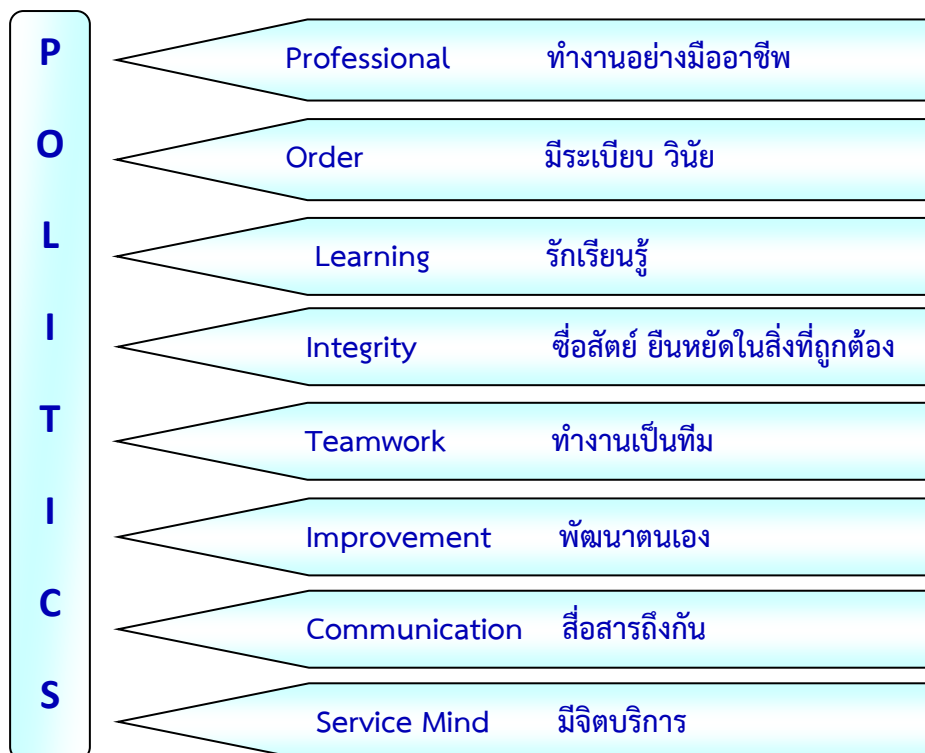 P Professional ทำงานอย่างมืออาชีพ
O Order มีระเบียบ วินัย
L Learning รักเรียนรู้
I Integrity ซื่อสัตย์ ยืนหยัดในสิ่งที่ถูกต้อง
T Teamwork ทำงานเป็นทีม
I Improvement พัฒนาตนเอง
C Communication สื่อสารถึงกัน
S Service Mind มีจิตบริการ